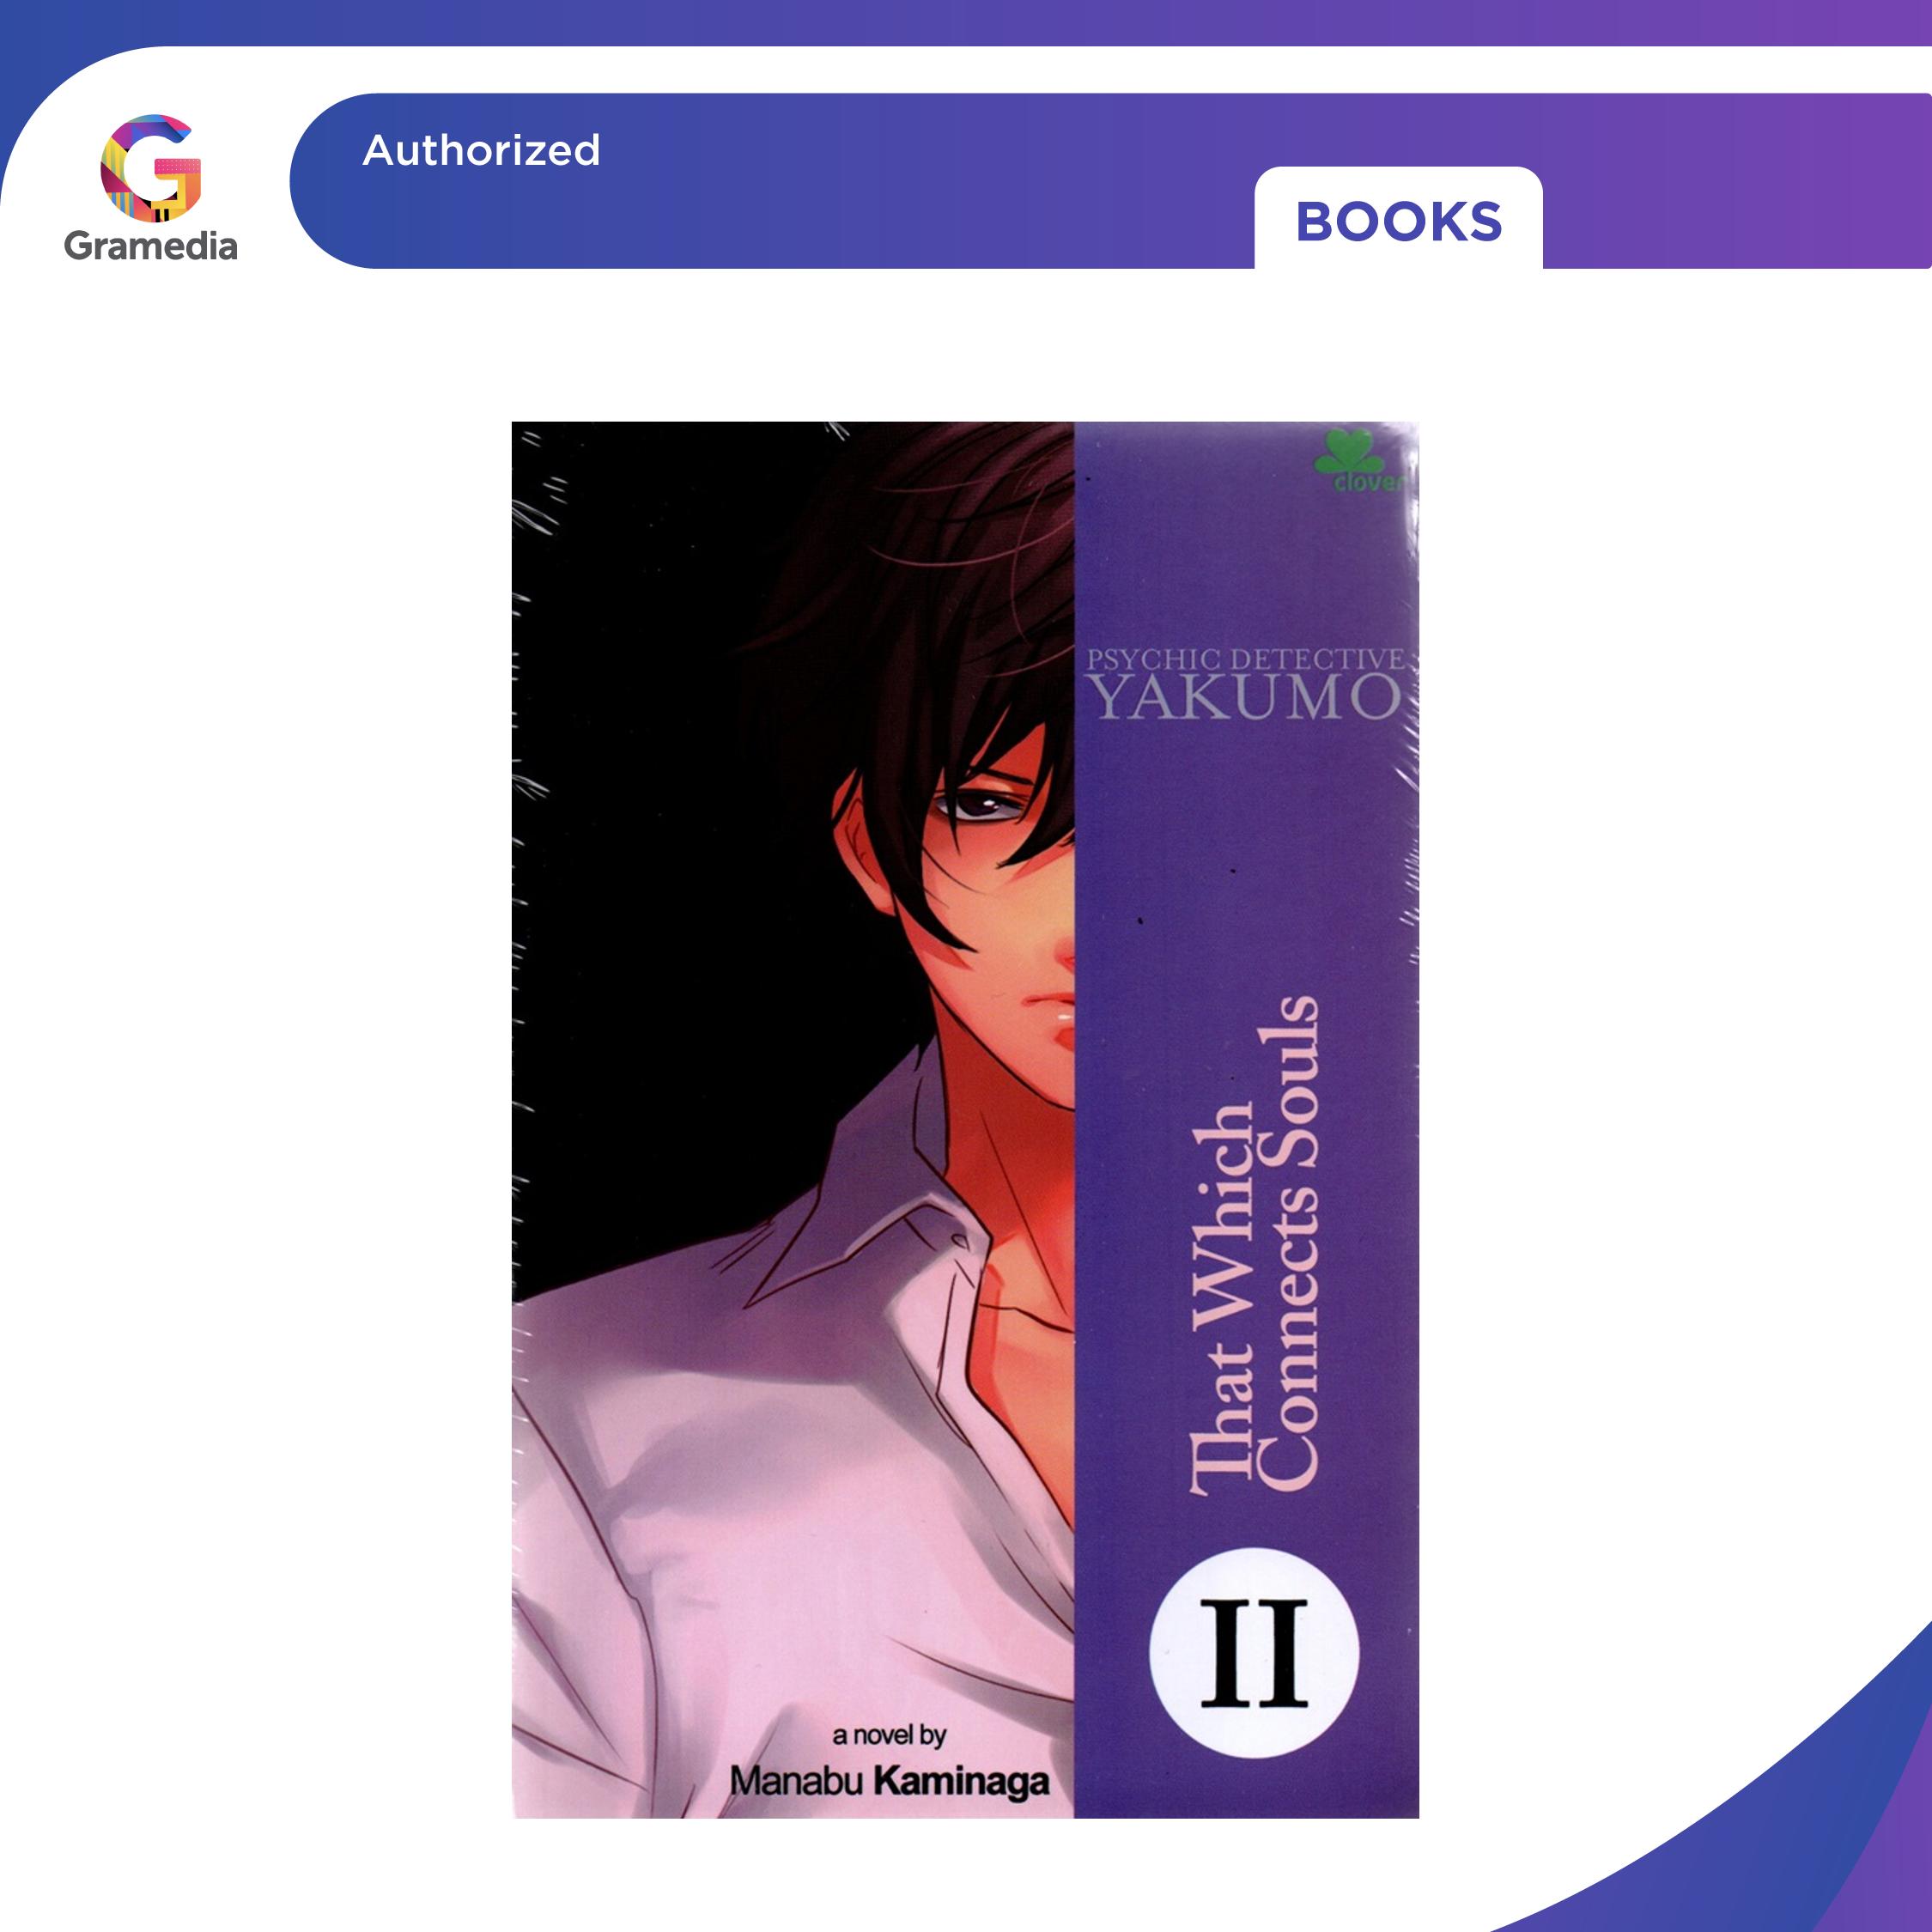 Authorized
Gramedia
BOOKS
clover
PSYCHIC DETECTIVE
YAKUMO
That Which
Connects Souls
II
a novel by
Manabu Kaminaga